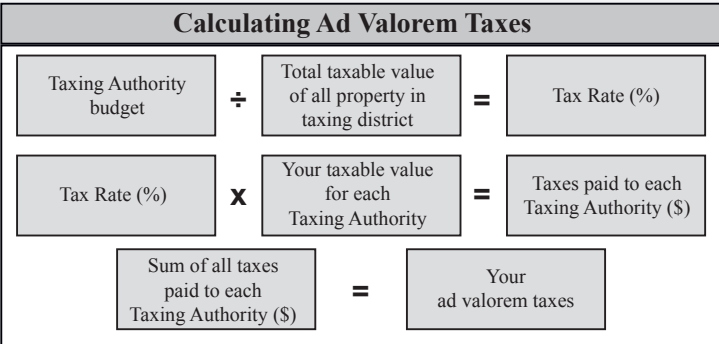 Calculating Ad Valorem Taxes
Taxing Authority
budget
÷
Total taxable value
of all property in
taxing district
=
Tax Rate (%)
Tax Rate (%)
x
Your taxable value
for each
Taxing Authority
=
Taxes paid to each
Taxing Authority ($)
Sum of all taxes
paid to each
Taxing Authority ($)
=
Your
ad valorem taxes